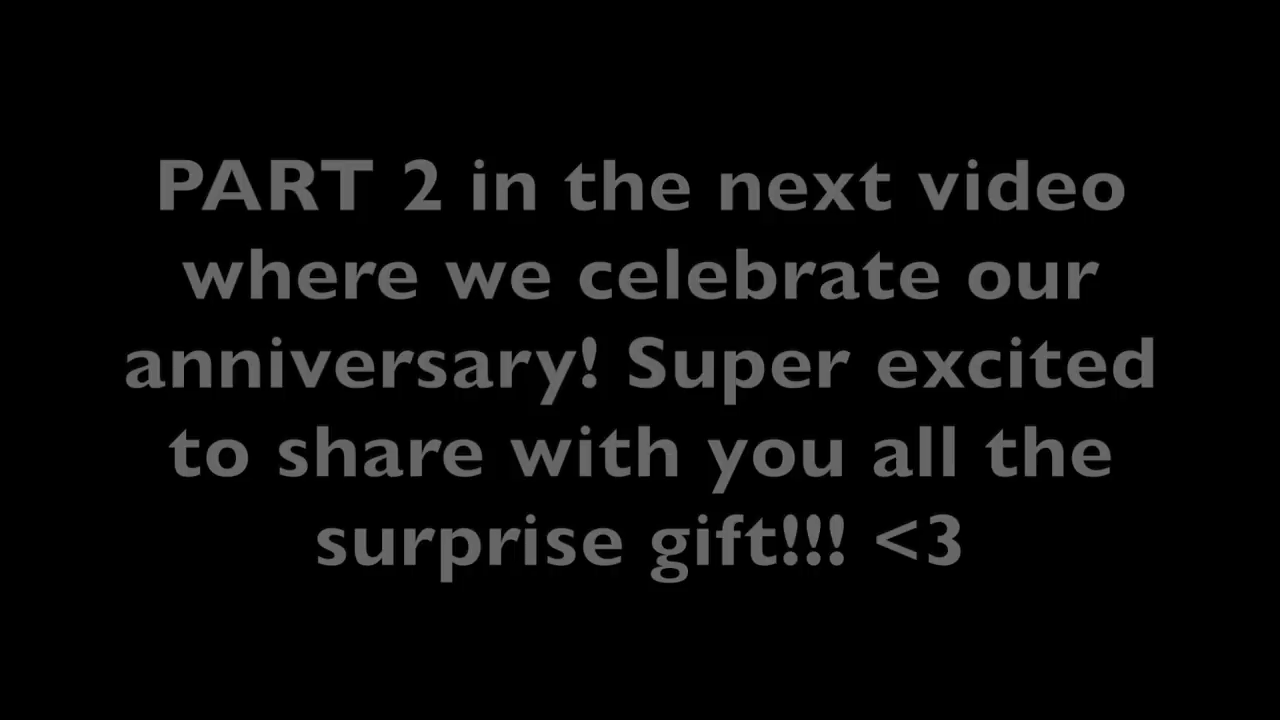 PART 2 in the next video
where we celebrate our
anniversary! Super excited
to share with you all the
surprise gift!!! <3